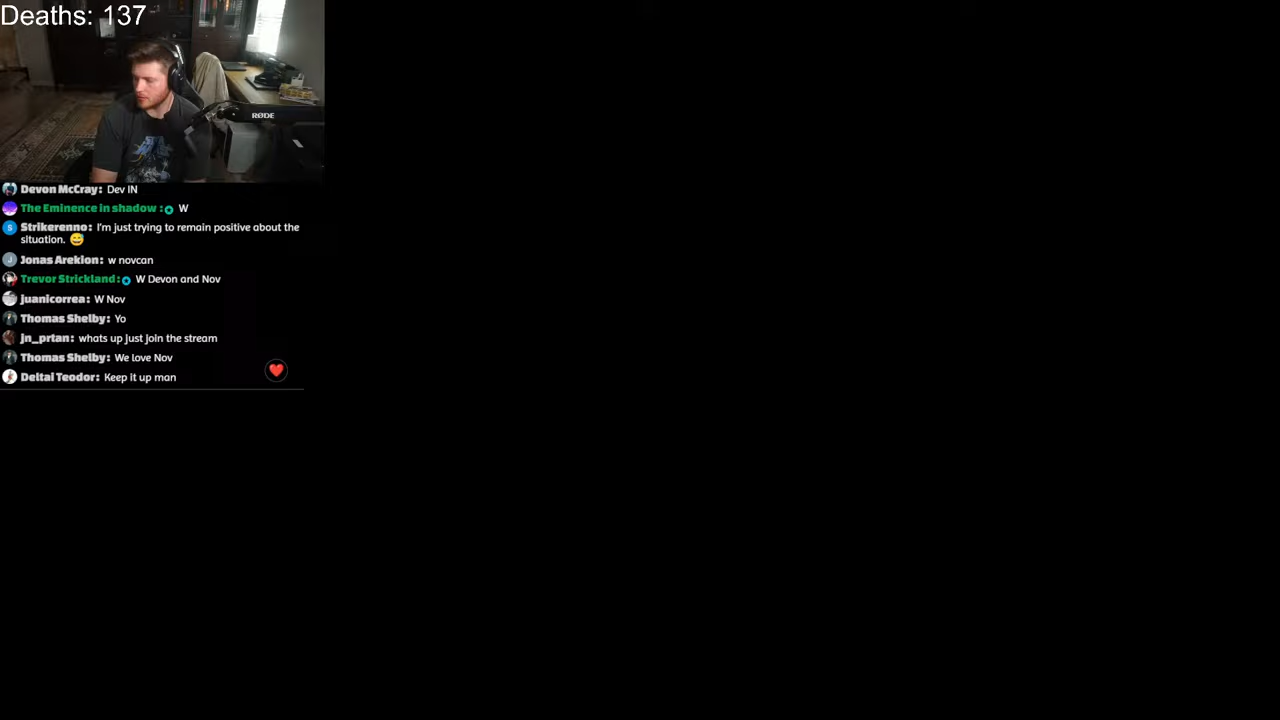 Deaths: 137
RØDE
Devon McCray: Dev IN
The Eminence in shadow : W
S Strikerenno: I'm just trying to remain positive about the
situation. 😅
J Jonas Arekion: w novcan
Trevor Strickland: W Devon and Nov
juanicorrea: W Nov
Thomas Shelby: Yo
jn_prtan: whats up just join the stream
Thomas Shelby: We love Nov
Deltai Teodor: Keep it up man